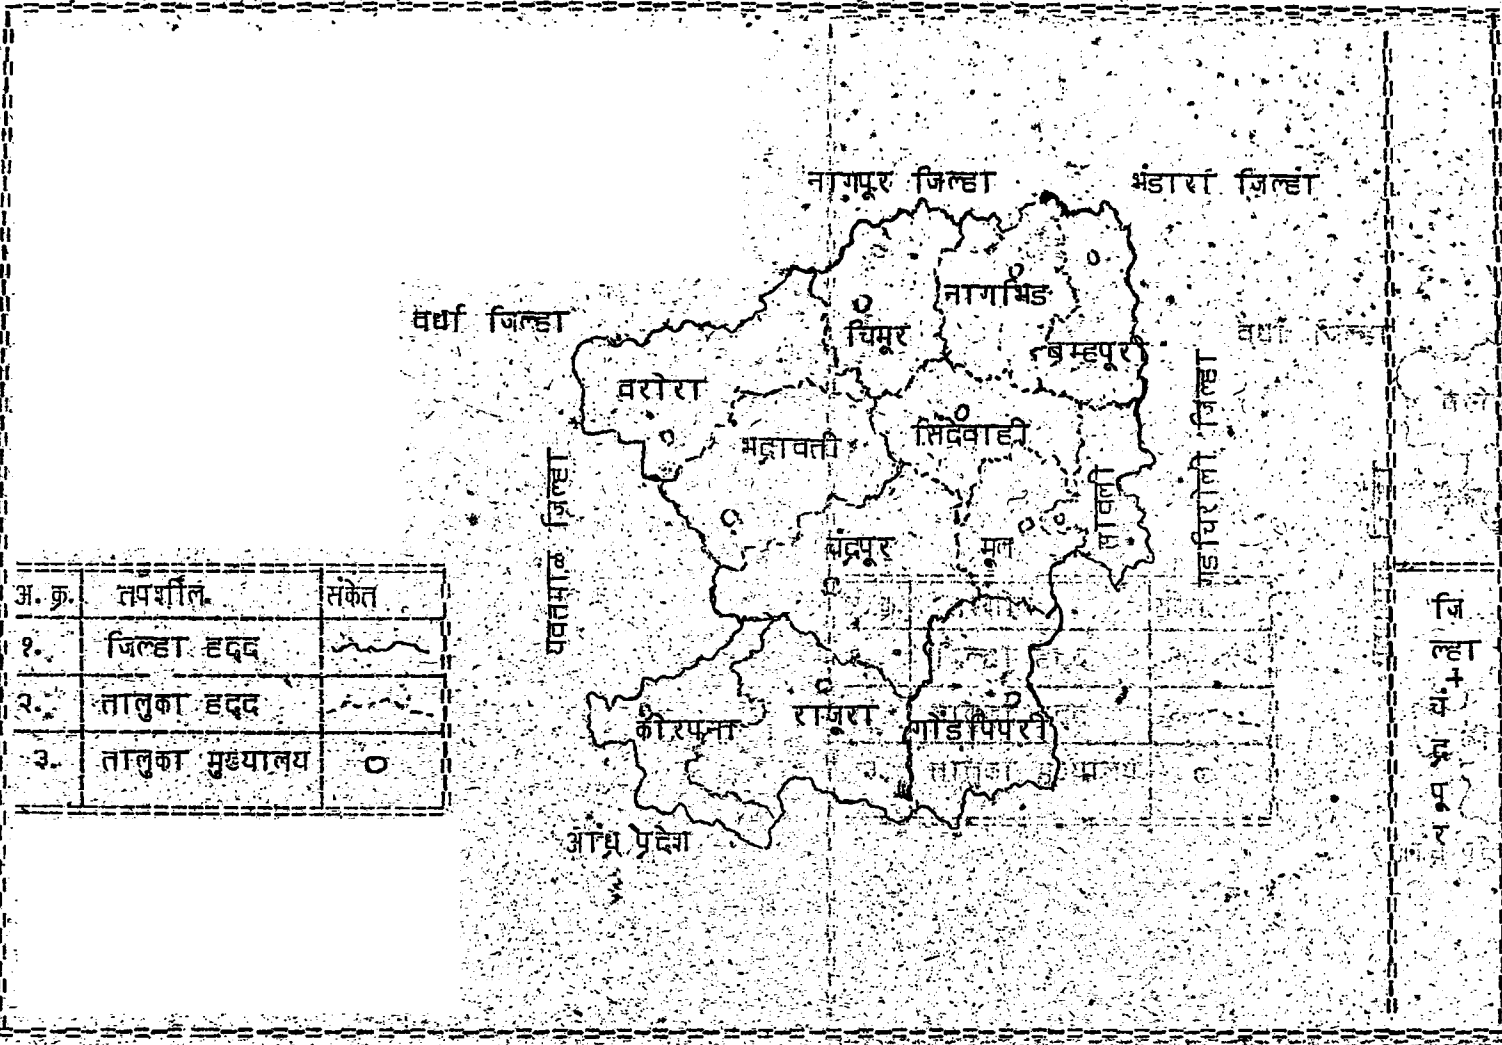 नागपूर जिल्हा
भंडारा जिल्हा
वर्धा जिल्हा
नागभिड
चिमूर
ब्रम्हपूरी
वरोरा
सिंदेवाही
भद्रावती
गडचिरोली जिल्हा
सावली
यवतमाळ जिल्हा
चंद्रपूर
मूल
कोरपना
राजूरा
गोंडपिपरी
आंध्र प्रदेश
अ. क्र. तपशील संकेत
१. जिल्हा हद्द
२. तालुका हद्द
३. तालुका मुख्यालय
जिल्हा चंद्रपूर